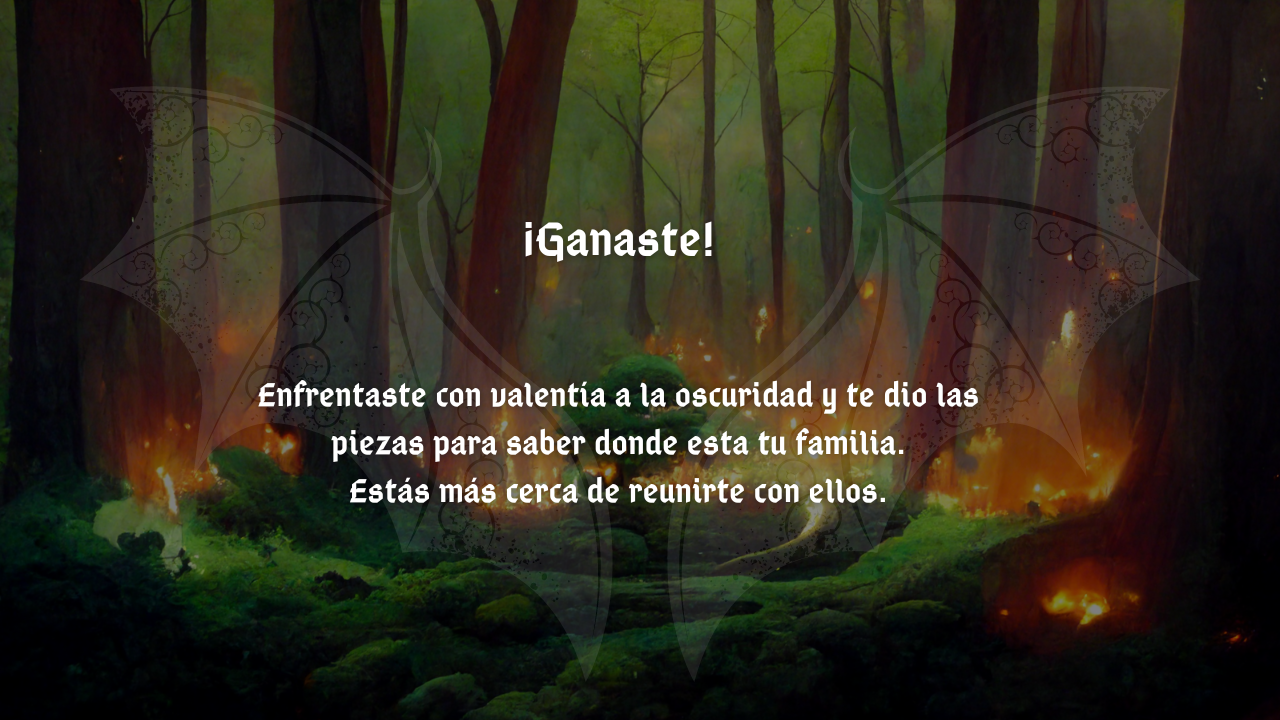 ¡Ganaste!
Enfrentaste con valentía a la oscuridad y te dio las
piezas para saber donde esta tu familia.
Estás más cerca de reunirte con ellos.